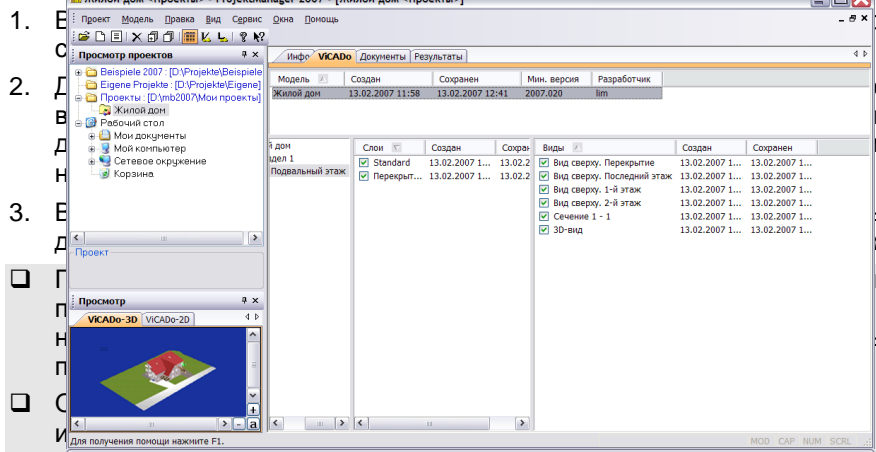 Жилой дом <проекты> - ProjektManager 2007 - [Жилой дом <проекты>]
Проект Модель Правка Вид Сервис Окна Помощь
Просмотр проектов
Beispiele 2007 : [D:\Projekte\Beispiele
Eigene Projekte : [D:\Projekte\Eigene]
Проекты : [D:\mb2007\Мои проекты]
Жилой дом
Рабочий стол
Мои документы
Мой компьютер
Сетевое окружение
Корзина
Проект
Просмотр
ViCADo-3D ViCADo-2D
Инфо ViCADo Документы Результаты
Модель Создан Сохранен Мин. версия Разработчик
Жилой дом 13.02.2007 11:58 13.02.2007 12:41 2007.020 lim
й дом
здел 1
Подвальный этаж
Слои Создан Сохран
Standard 13.02.2007 1... 13.02.2
Перекрыт... 13.02.2007 1... 13.02.2
Виды Создан Сохранен
Вид сверху. Перекрытие 13.02.2007 1... 13.02.2007 1...
Вид сверху. Последний этаж 13.02.2007 1... 13.02.2007 1...
Вид сверху. 1-й этаж 13.02.2007 1... 13.02.2007 1...
Вид сверху. 2-й этаж 13.02.2007 1... 13.02.2007 1...
Сечение 1 - 1 13.02.2007 1... 13.02.2007 1...
3D-вид 13.02.2007 1... 13.02.2007 1...
Для получения помощи нажмите F1.
MOD CAP NUM SCRL
1.
2.
3.